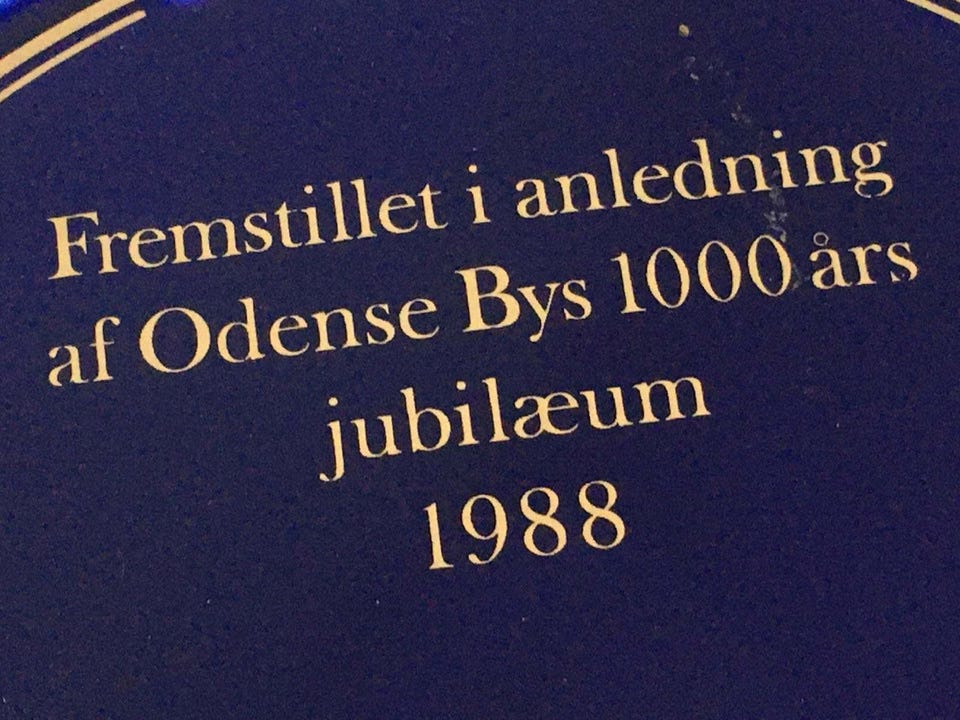 Fremstillet i anledning
af Odense Bys 1000 års
jubilæum
1988